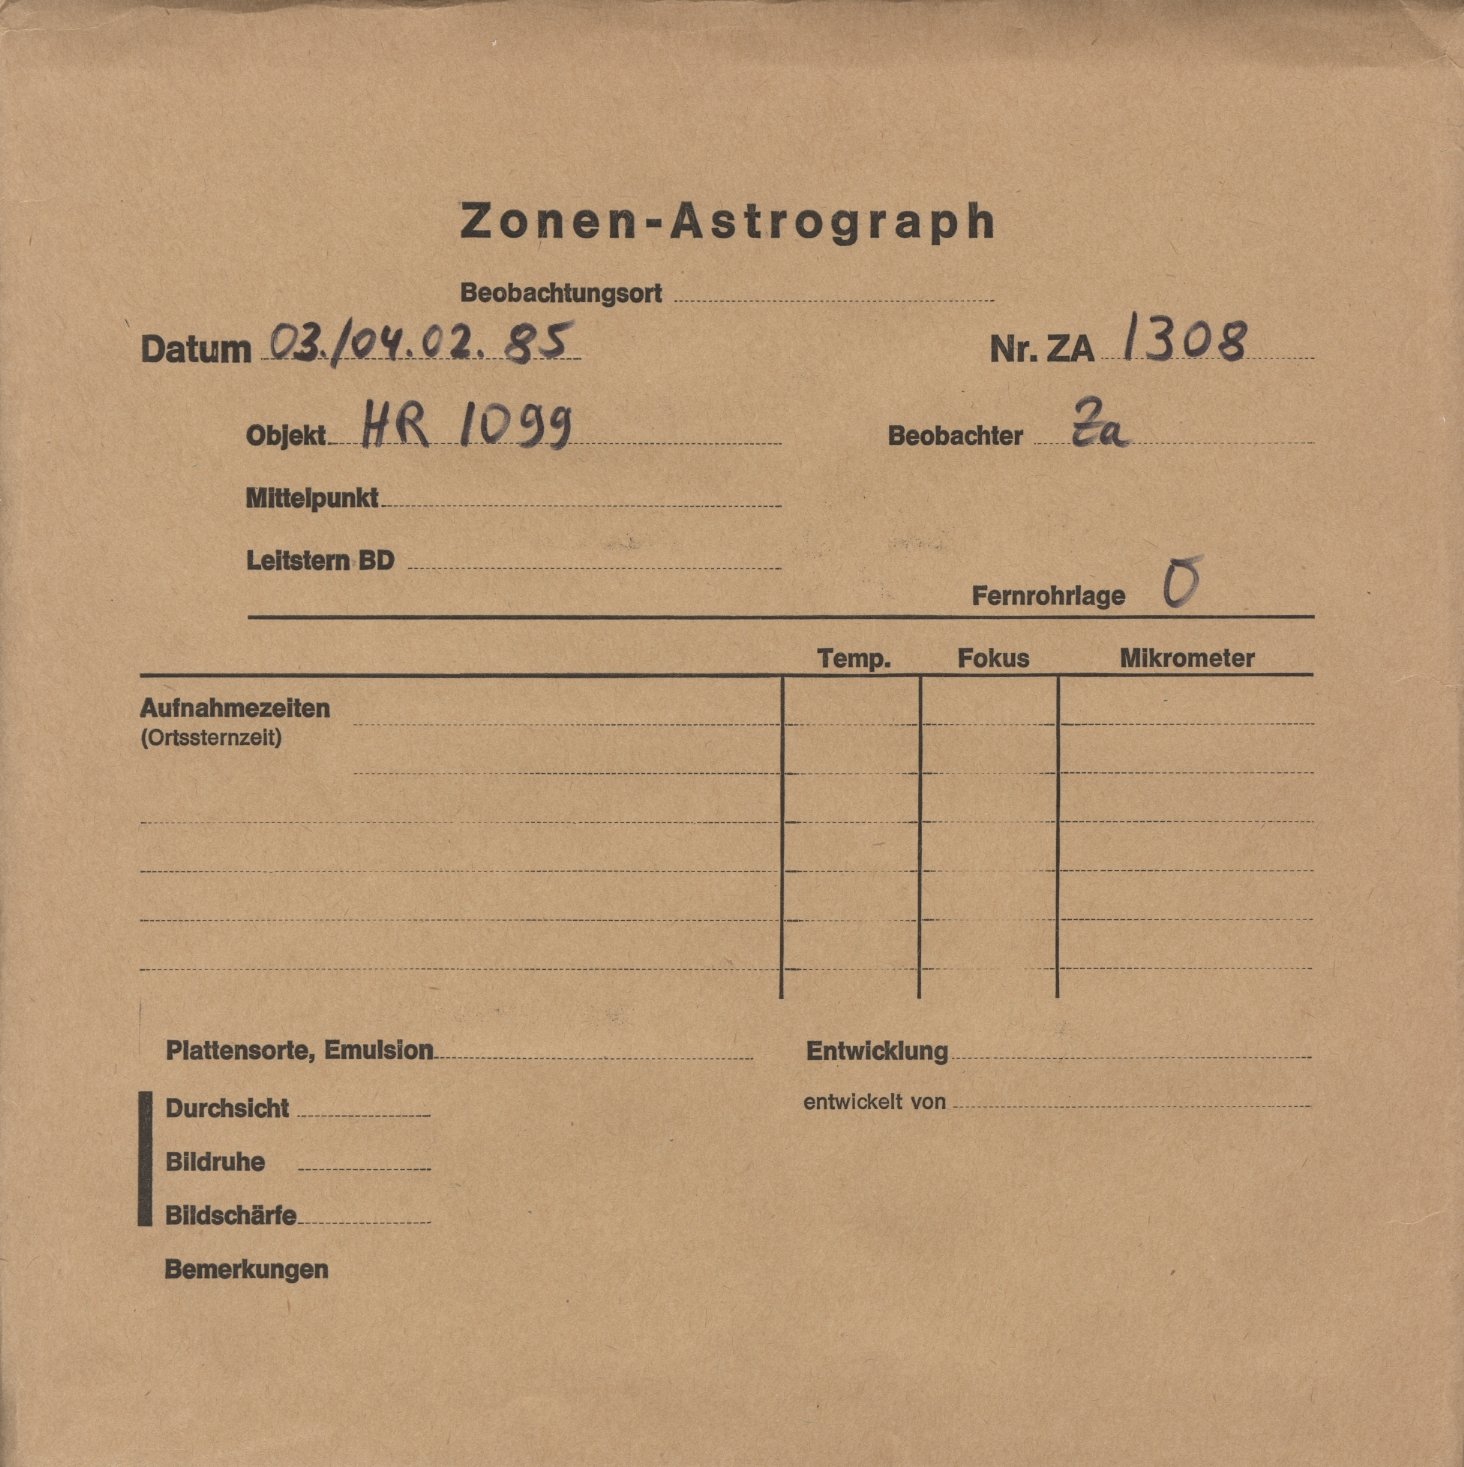 Zonen-Astrograph
Beobachtungsort
Datum 03./04.02.85 Nr. ZA 1308
Objekt HR 1099 Beobachter Za
Mittelpunkt
Leitstern BD
Fernrohrlage O
Temp. Fokus Mikrometer
Aufnahmezeiten
(Ortssternzeit)
Plattensorte, Emulsion Entwicklung
Durchsicht entwickelt von
Bildruhe
Bildschärfe
Bemerkungen